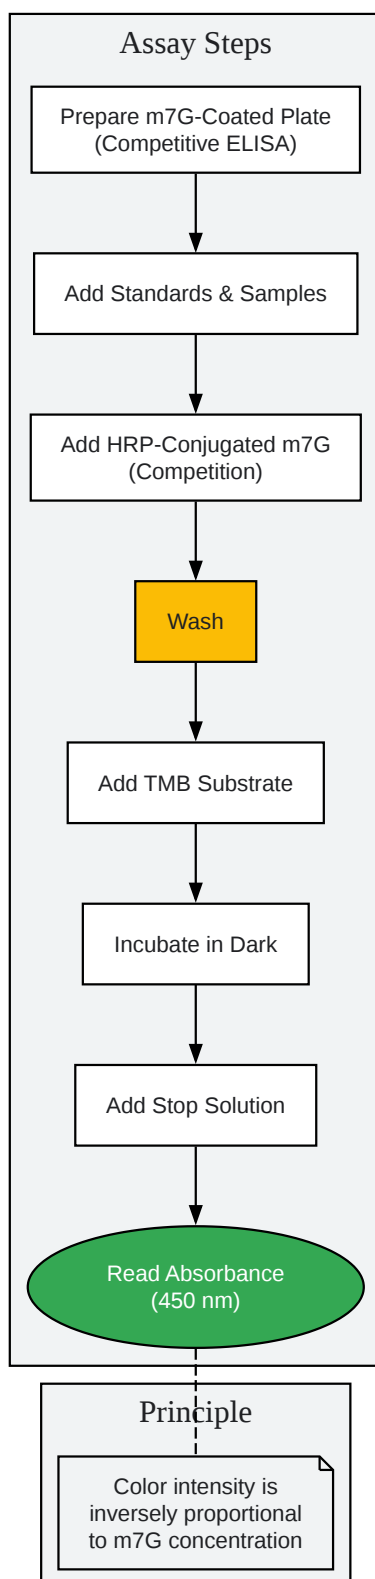 Assay Steps
Prepare m7G-Coated Plate
(Competitive ELISA)
Add Standards & Samples
Add HRP-Conjugated m7G
(Competition)
Wash
Add TMB Substrate
Incubate in Dark
Add Stop Solution
Read Absorbance
(450 nm)
Principle
Color intensity is
inversely proportional
to m7G concentration